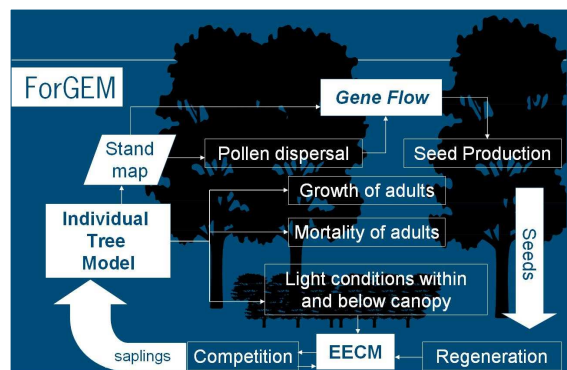 ForGEM
Gene Flow
Stand
map
Pollen dispersal
Seed Production
Growth of adults
Individual
Tree
Model
Mortality of adults
Seeds
Light conditions within
and below canopy
saplings
Competition
EECM
Regeneration